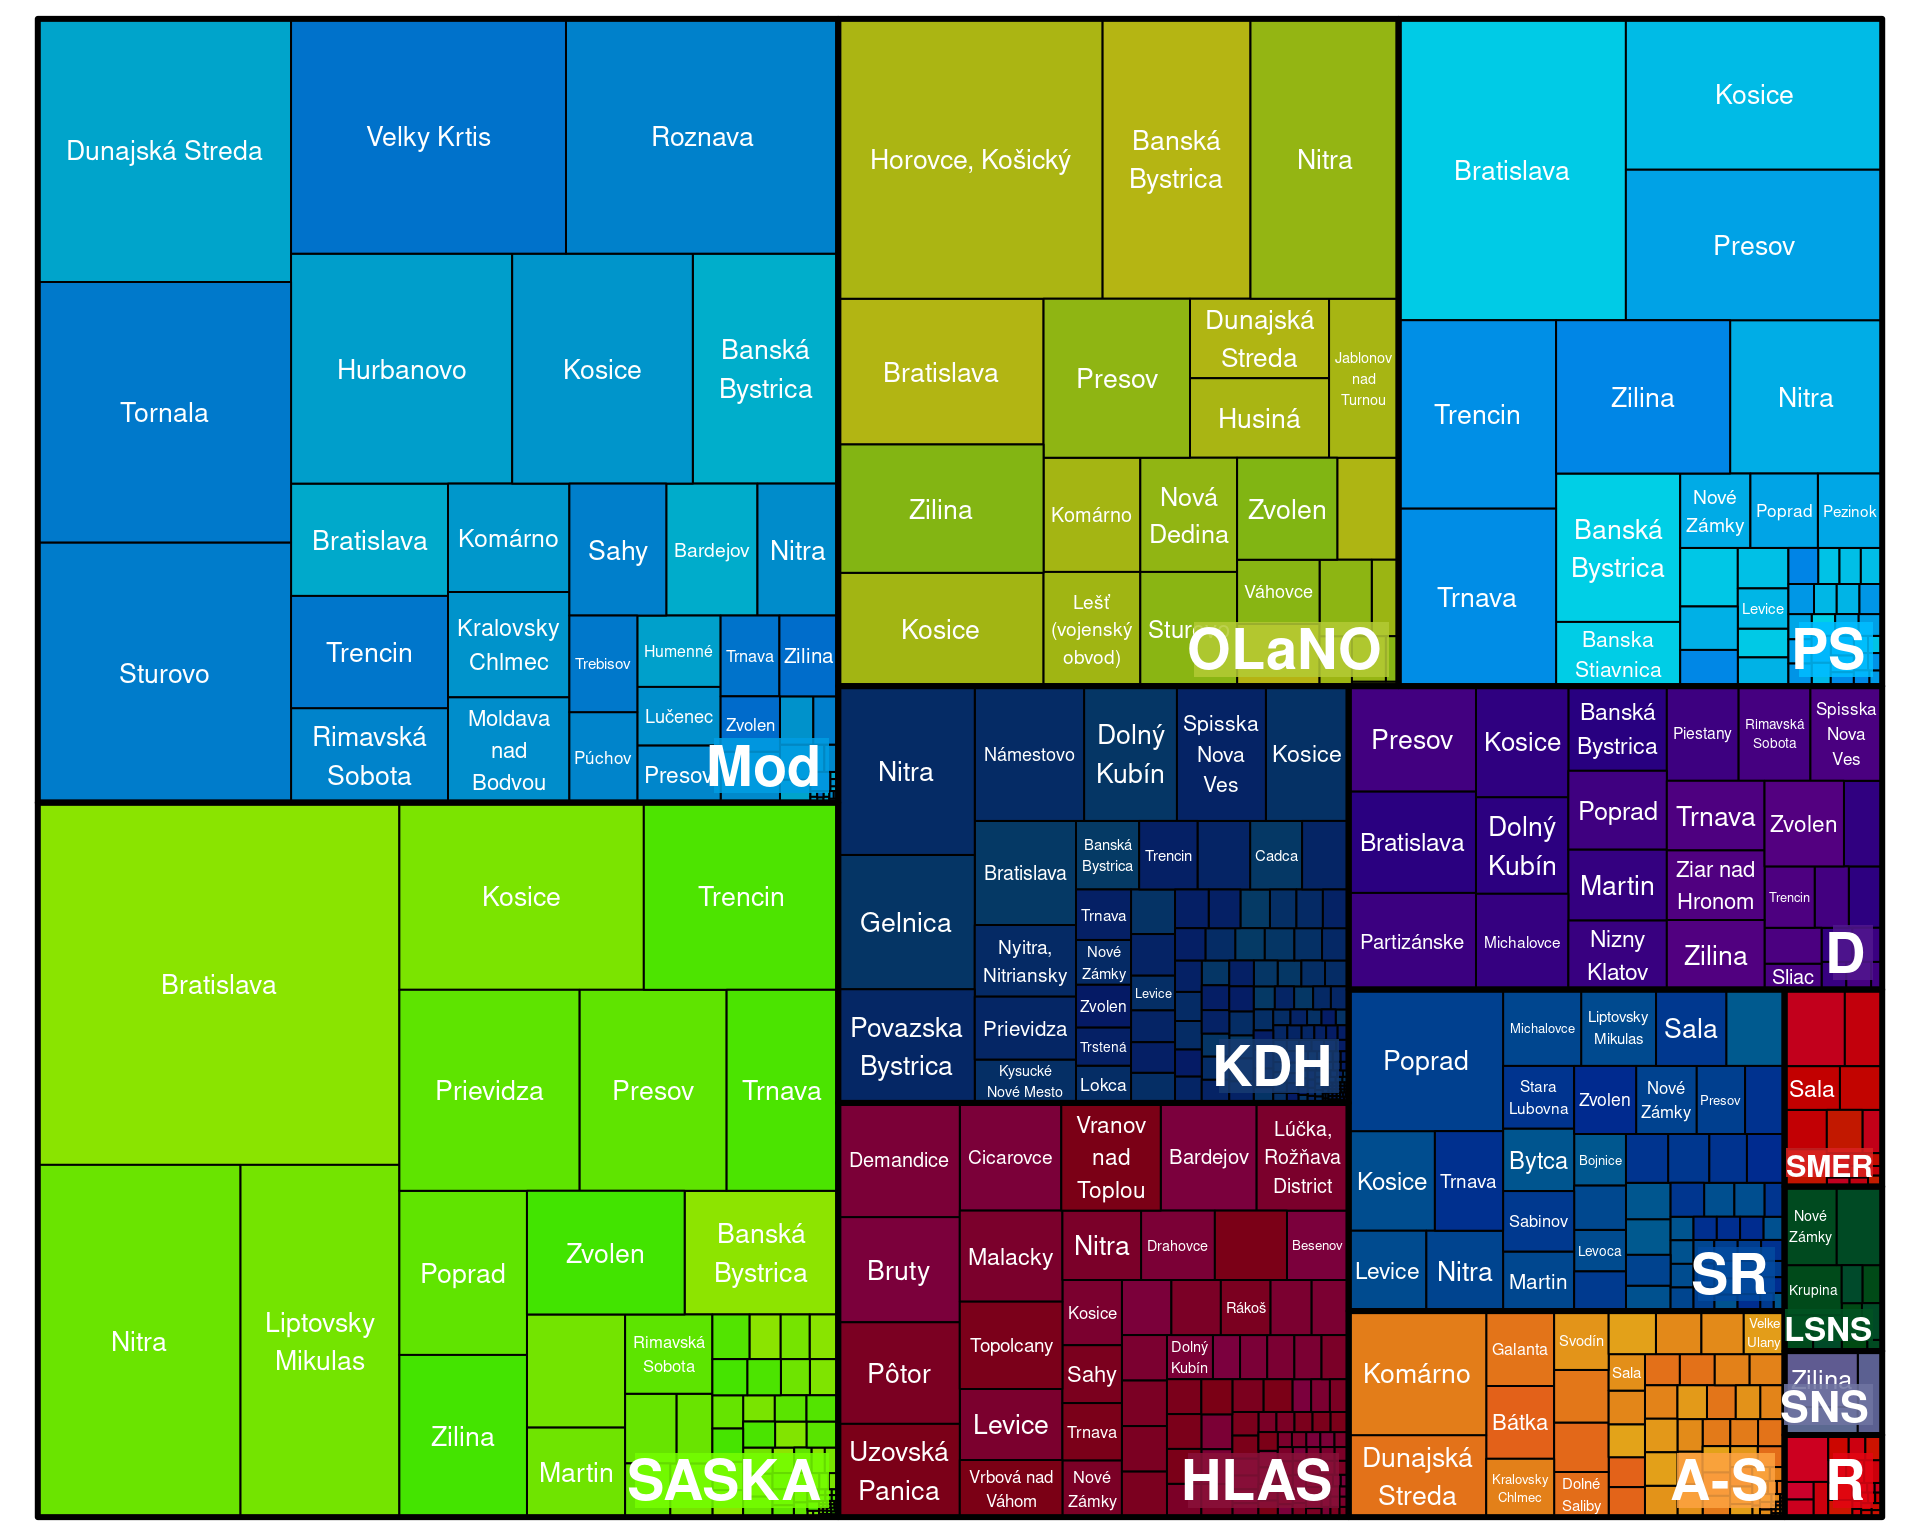 Dunajská Streda
Velky Krtis
Roznava
Tornala
Hurbanovo
Kosice
Banská
Bystrica
Sturovo
Bratislava
Komárno
Sahy
Bardejov
Nitra
Trencin
Kralovsky
Chlmec
Trebisov
Humenné
Trnava
Zilina
Rimavská
Sobota
Moldava
nad
Bodvou
Púchov
Lučenec
Zvolen
Presov
Mod
Horovce, Košický
Banská
Bystrica
Nitra
Bratislava
Presov
Dunajská
Streda
Jablonov
nad
Turnou
Husiná
Zilina
Komárno
Nová
Dedina
Zvolen
Kosice
Lešť
(vojenský
obvod)
Sturovo
Váhovce
OLaNO
Bratislava
Kosice
Presov
Trencin
Zilina
Nitra
Trnava
Banská
Bystrica
Nové
Zámky
Poprad
Pezinok
Levice
Banska
Stiavnica
PS
Bratislava
Kosice
Trencin
Prievidza
Presov
Trnava
Nitra
Liptovsky
Mikulas
Poprad
Zvolen
Banská
Bystrica
Zilina
Rimavská
Sobota
Martin
SASKA
Nitra
Námestovo
Dolný
Kubín
Spisska
Nova
Ves
Kosice
Gelnica
Bratislava
Banská
Bystrica
Trencin
Cadca
Trnava
Nyitra,
Nitriansky
Nové
Zámky
Levice
Povazska
Bystrica
Prievidza
Zvolen
Trstená
Kysucké
Nové Mesto
Lokca
KDH
Presov
Kosice
Banská
Bystrica
Piestany
Rimavská
Sobota
Spisska
Nova
Ves
Bratislava
Dolný
Kubín
Poprad
Trnava
Zvolen
Martin
Ziar nad
Hronom
Trencin
Partizánske
Michalovce
Nizny
Klatov
Zilina
Sliac
D
Demandice
Cicarovce
Vranov
nad
Toplou
Bardejov
Lúčka,
Rožňava
District
Bruty
Malacky
Nitra
Drahovce
Besenov
Kosice
Rákoš
Topolcany
Dolný
Kubín
Pôtor
Sahy
Levice
Trnava
Uzovská
Panica
Vrbová nad
Váhom
Nové
Zámky
HLAS
Poprad
Michalovce
Liptovsky
Mikulas
Sala
Stara
Lubovna
Zvolen
Nové
Zámky
Presov
Kosice
Trnava
Bytca
Bojnice
Sabinov
Levice
Nitra
Levoca
Martin
SR
Sala
SMER
Nové
Zámky
Krupina
LSNS
Zilina
SNS
Komárno
Galanta
Svodín
Velke
Ulany
Sala
Bátka
Dunajská
Streda
Kralovsky
Chlmec
Dolné
Saliby
A-S
R